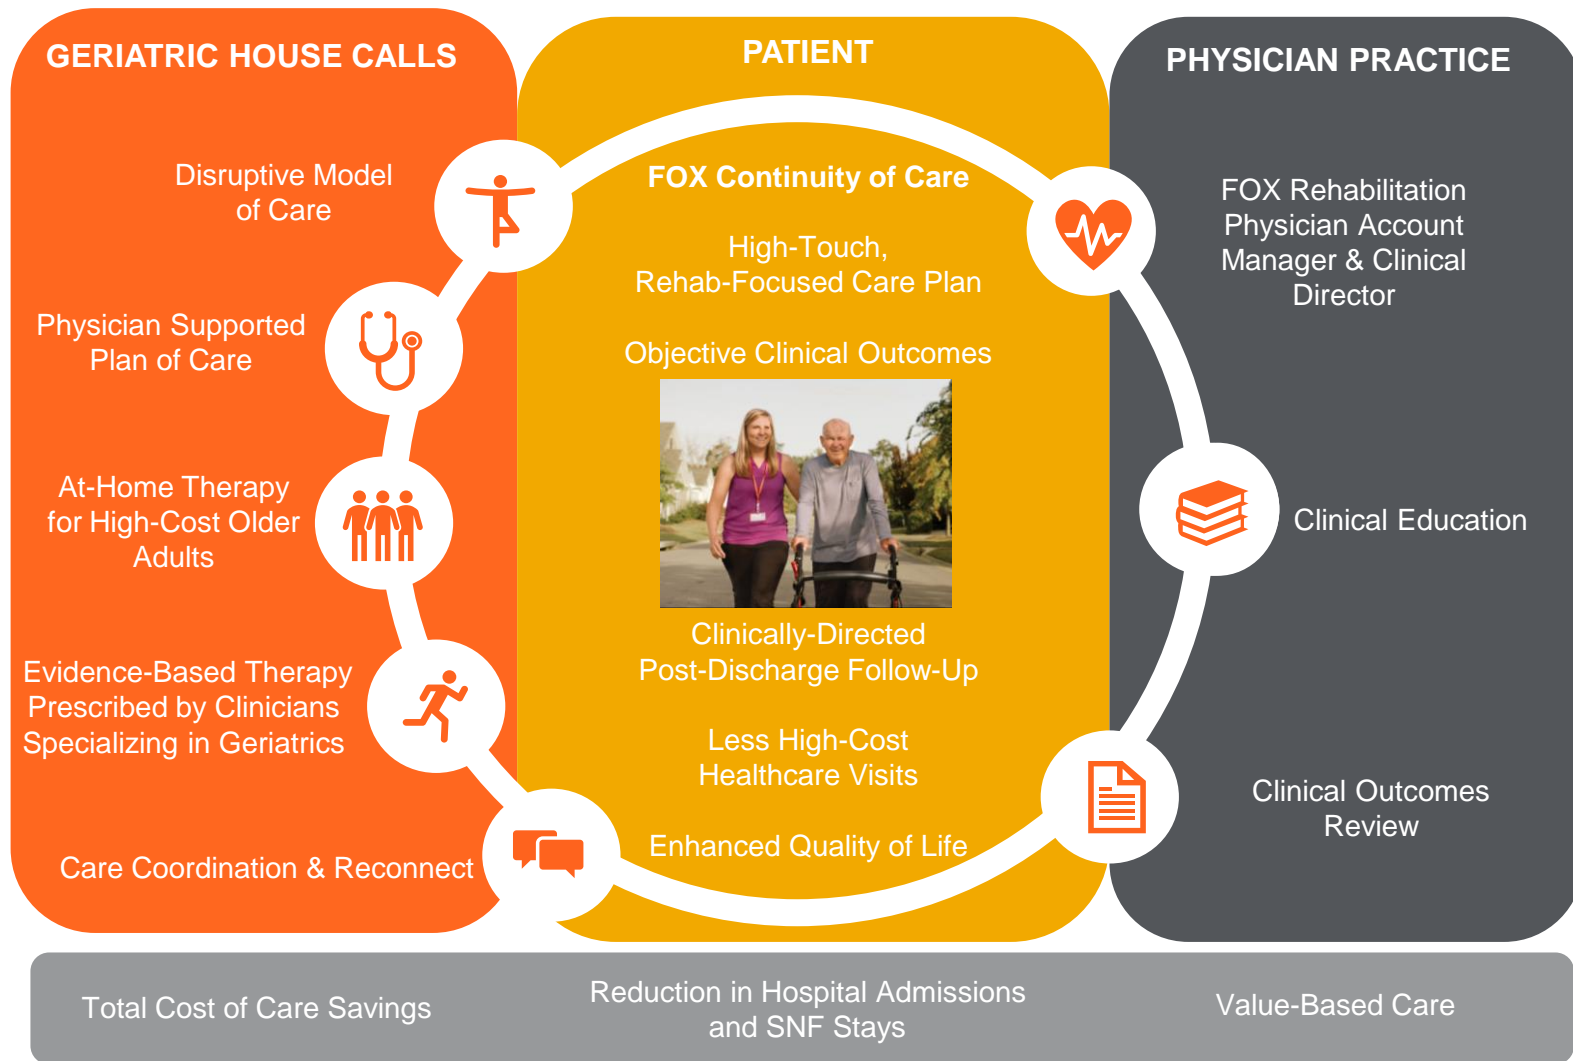 GERIATRIC HOUSE CALLS
Disruptive Model
of Care
Physician Supported
Plan of Care
At-Home Therapy
for High-Cost Older
Adults
Evidence-Based Therapy
Prescribed by Clinicians
Specializing in Geriatrics
Care Coordination & Reconnect
PATIENT
FOX Continuity of Care
High-Touch,
Rehab-Focused Care Plan
Objective Clinical Outcomes
Clinically-Directed
Post-Discharge Follow-Up
Less High-Cost
Healthcare Visits
Enhanced Quality of Life
PHYSICIAN PRACTICE
FOX Rehabilitation
Physician Account
Manager & Clinical
Director
Clinical Education
Clinical Outcomes
Review
Total Cost of Care Savings
Reduction in Hospital Admissions
and SNF Stays
Value-Based Care